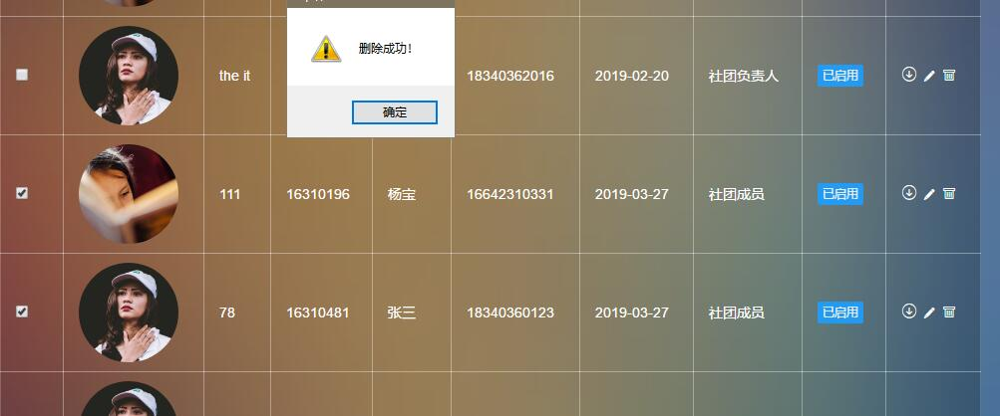 删除成功!
确定
the it 18340362016 2019-02-20 社团负责人 已启用
111 16310196 杨宝 16642310331 2019-03-27 社团成员 已启用
78 16310481 张三 18340360123 2019-03-27 社团成员 已启用